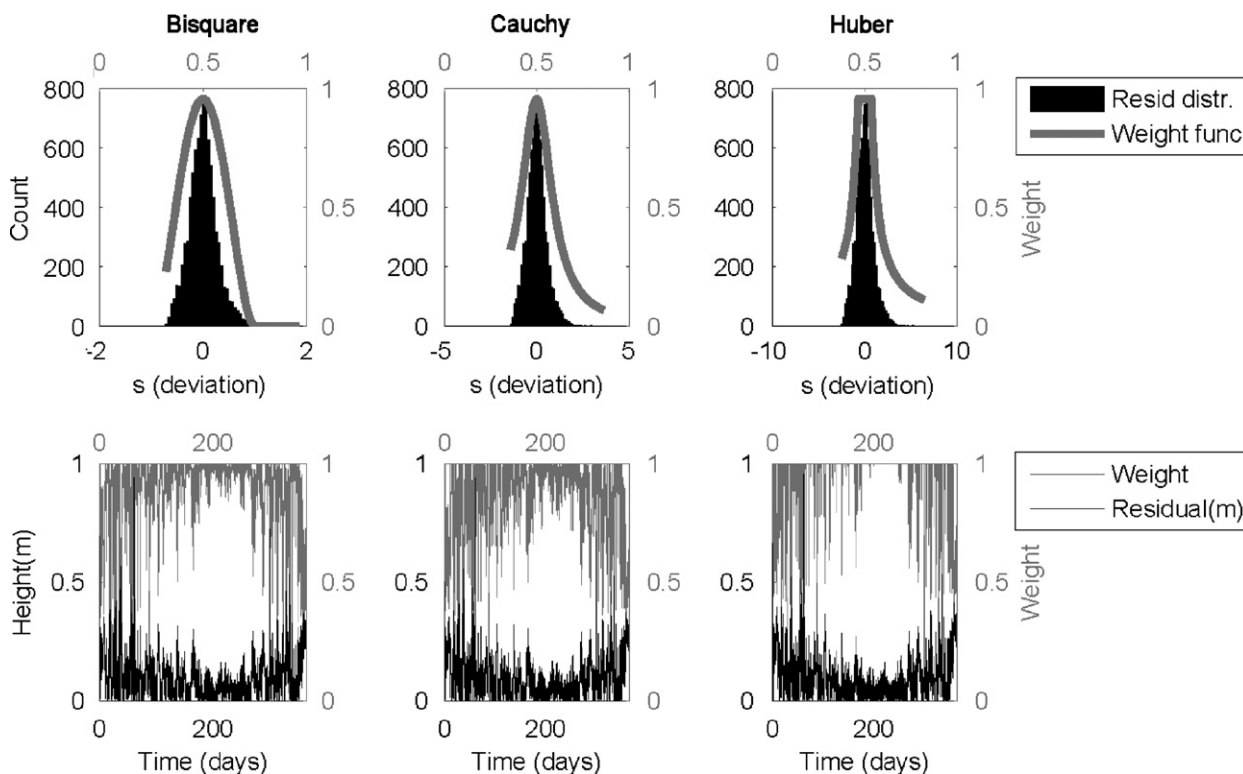 Bisquare
Cauchy
Huber
0 0.5 1
0 0.5 1
0 0.5 1
800
600
400
200
0
Count
1
0.5
0
-2 0 2
s (deviation)
800
600
400
200
0
1
0.5
0
-5 0 5
s (deviation)
800
600
400
200
0
1
0.5
0
Weight
-10 0 10
s (deviation)
Resid distr.
Weight func
0 200
0 200
0 200
1
0.5
0
Height(m)
1
0.5
0
0 200
Time (days)
1
0.5
0
1
0.5
0
0 200
Time (days)
1
0.5
0
1
0.5
0
Weight
0 200
Time (days)
Weight
Residual(m)